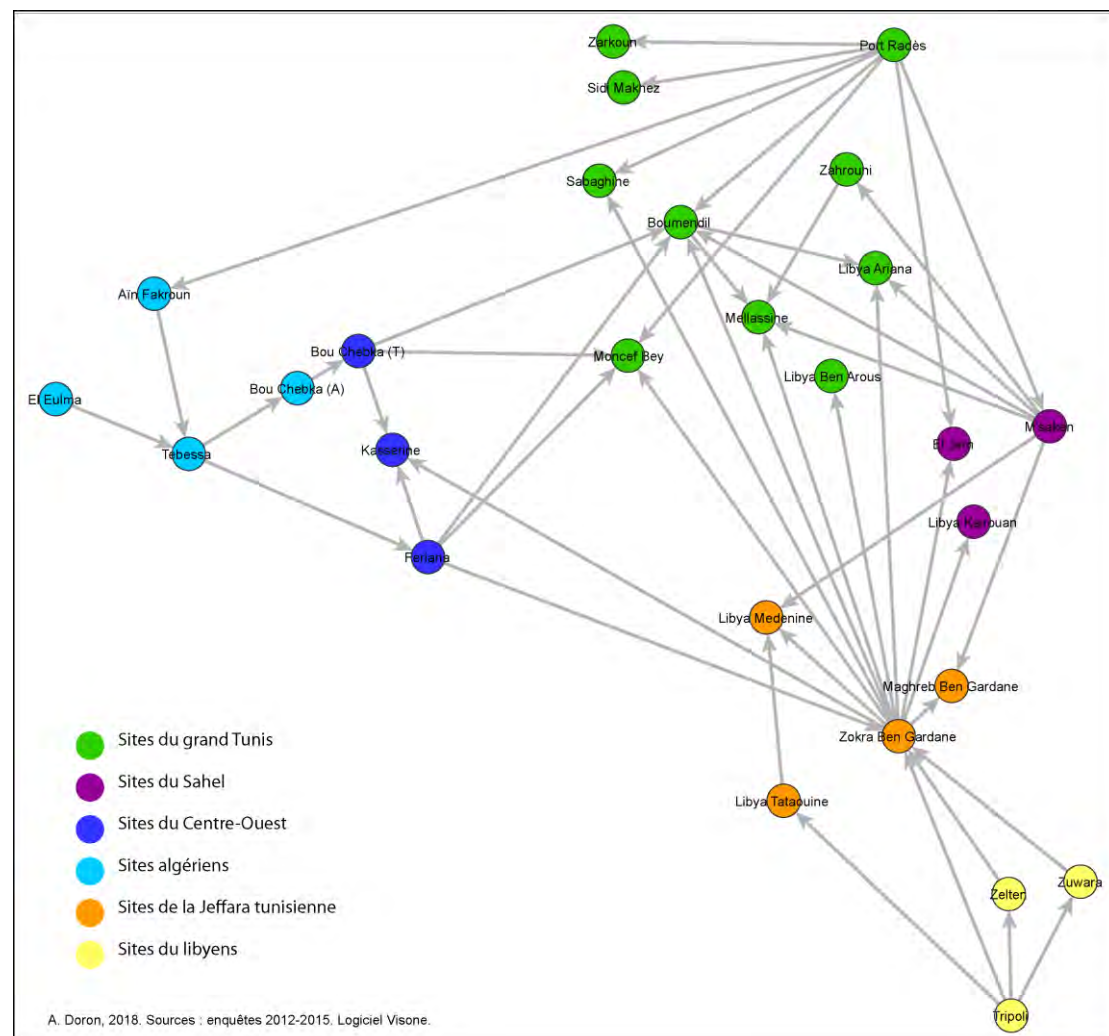 Zarkoun
Port Radès
Sidi Makhez
Zahrouni
Sabaghine
Boumendil
Libya Ariana
Aïn Fakroun
Mellassine
Bou Chebka (T)
Moncef Bey
Libya Ben Arous
Bou Chebka (A)
El Eulma
M'saken
El Jem
Kasserine
Tebessa
Libya Kairouan
Feriana
Libya Medenine
Maghreb Ben Gardane
Zokra Ben Gardane
Libya Tataouine
Zuwara
Zelten
Tripoli
Sites du grand Tunis
Sites du Sahel
Sites du Centre-Ouest
Sites algériens
Sites de la Jeffara tunisienne
Sites du libyens
A. Doron, 2018. Sources : enquêtes 2012-2015. Logiciel Visone.